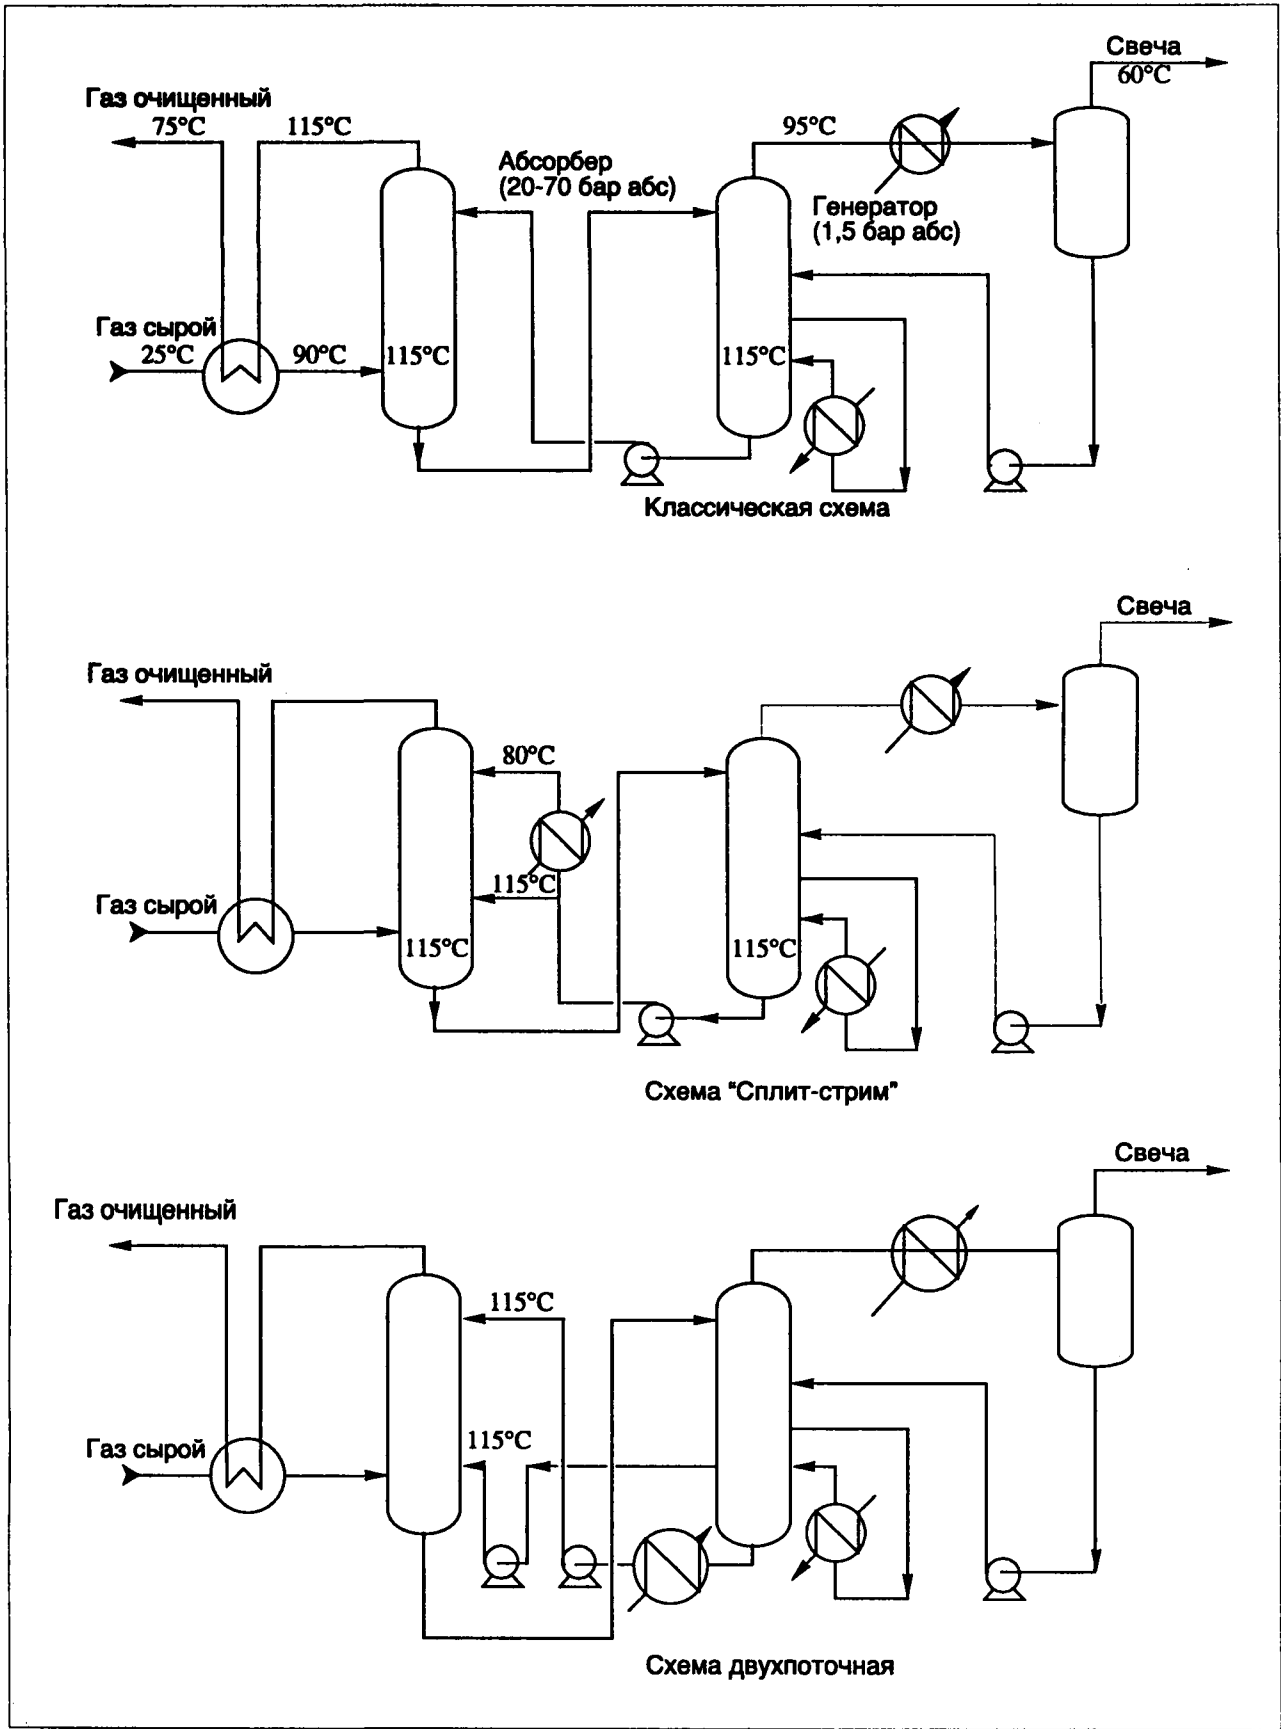 Свеча
60°C
Газ очищенный
75°C
115°C
95°C
Абсорбер
(20-70 бар абс)
Генератор
(1,5 бар абс)
Газ сырой
25°C
90°C
115°C
115°C
Классическая схема
Свеча
Газ очищенный
80°C
115°C
Газ сырой
115°C
115°C
Схема "Сплит-стрим"
Свеча
Газ очищенный
115°C
115°C
Газ сырой
Схема двухпоточная